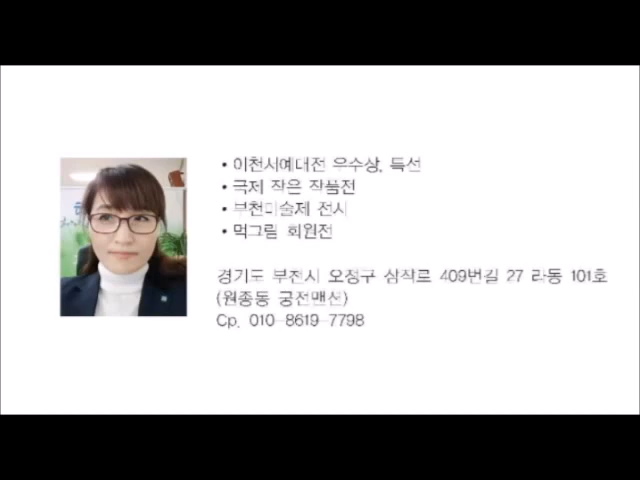 • 이천서예대전 우수상, 특선
• 국제 작은 작품전
• 부천미술제 전시
• 먹그림 회원전
경기도 부천시 오정구 삼작로 409번길 27 라동 101호
(원종동 궁전맨션)
Cp. 010-8619-7798